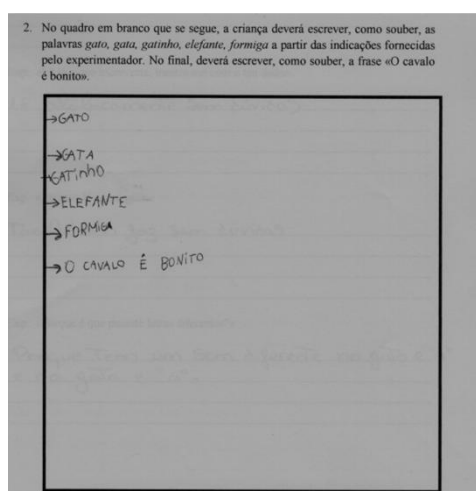 2. No quadro em branco que se segue, a criança deverá escrever, como souber, as
palavras gato, gata, gatinho, elefante, formiga a partir das indicações fornecidas
pelo experimentador. No final, deverá escrever, como souber, a frase «O cavalo
é bonito».
→GATO
→GATA
→GATinhO
→ELEFANTE
→FORMiGA
→O CAVALO É BONiTO